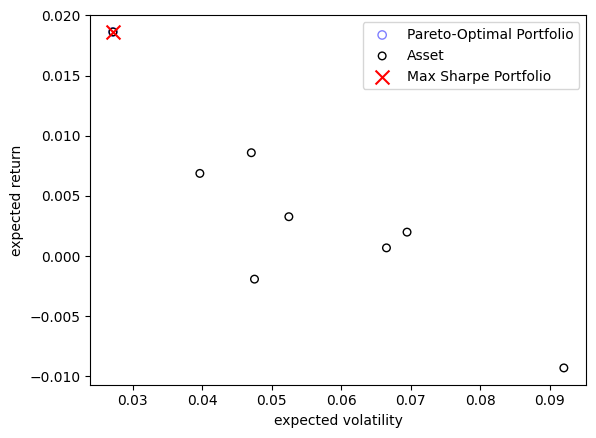 0.020
0.015
0.010
0.005
0.000
−0.005
−0.010
expected return
Pareto-Optimal Portfolio
Asset
Max Sharpe Portfolio
0.03 0.04 0.05 0.06 0.07 0.08 0.09
expected volatility